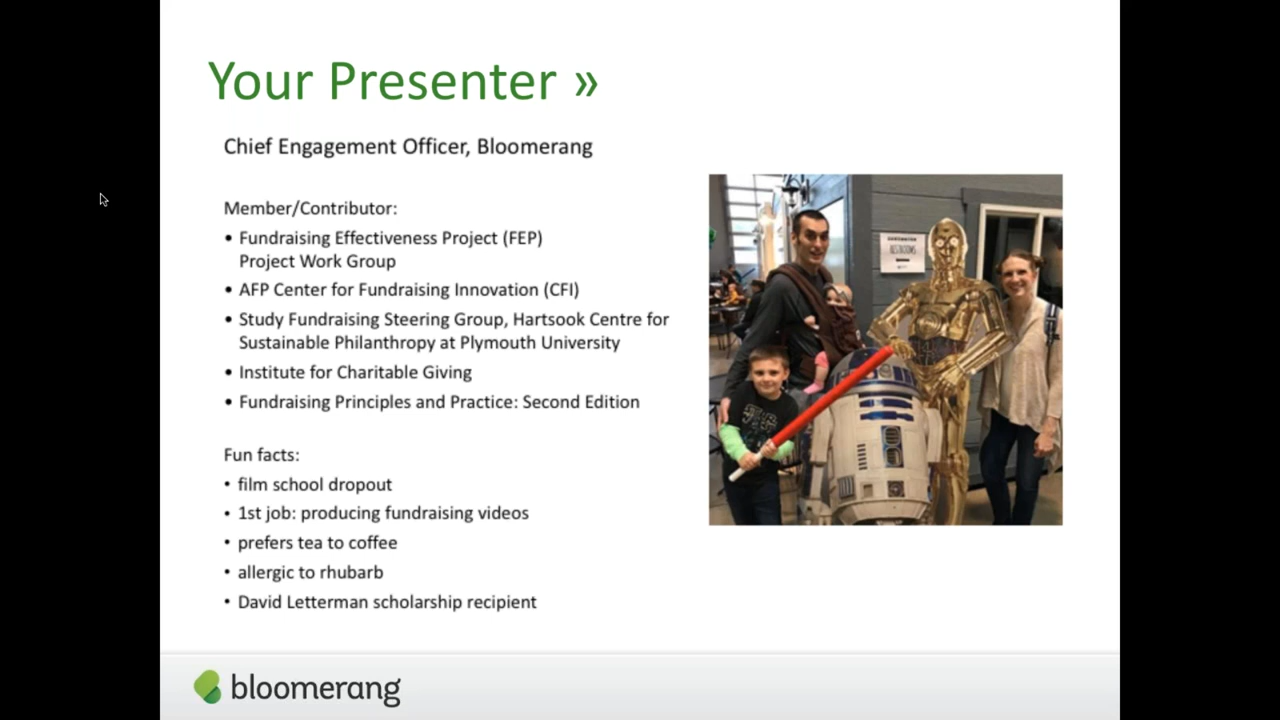 Your Presenter »
Chief Engagement Officer, Bloomerang
Member/Contributor:
• Fundraising Effectiveness Project (FEP)
Project Work Group
• AFP Center for Fundraising Innovation (CFI)
• Study Fundraising Steering Group, Hartsook Centre for
Sustainable Philanthropy at Plymouth University
• Institute for Charitable Giving
• Fundraising Principles and Practice: Second Edition
Fun facts:
• film school dropout
• 1st job: producing fundraising videos
• prefers tea to coffee
• allergic to rhubarb
• David Letterman scholarship recipient
RESTROOMS
STAR
bloomerang